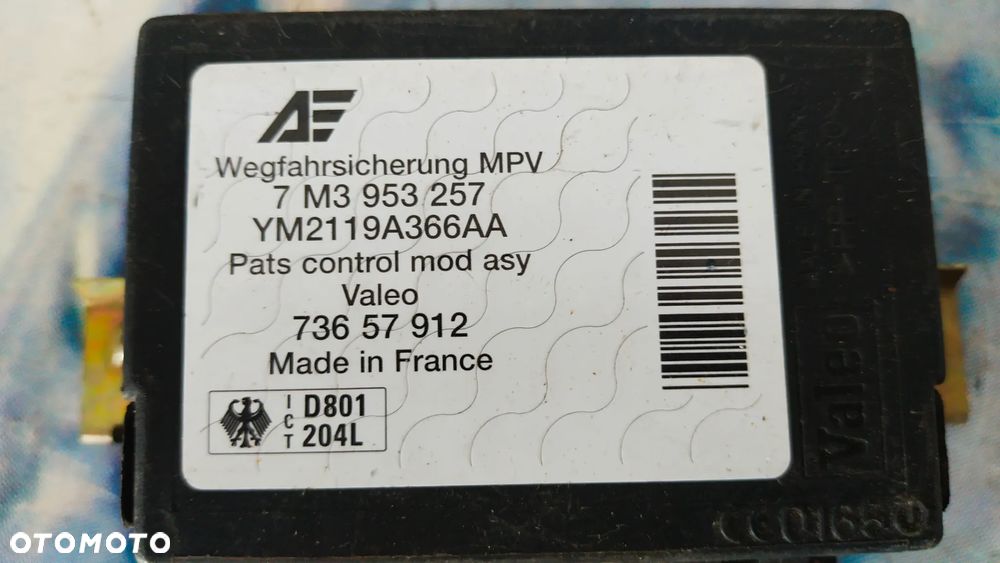 AE
Wegfahrsicherung MPV
7 M3 953 257
YM2119A366AA
Pats control mod asy
Valeo
736 57 912
Made in France
I C T
D801
204L
Valeo
OTOMOTO